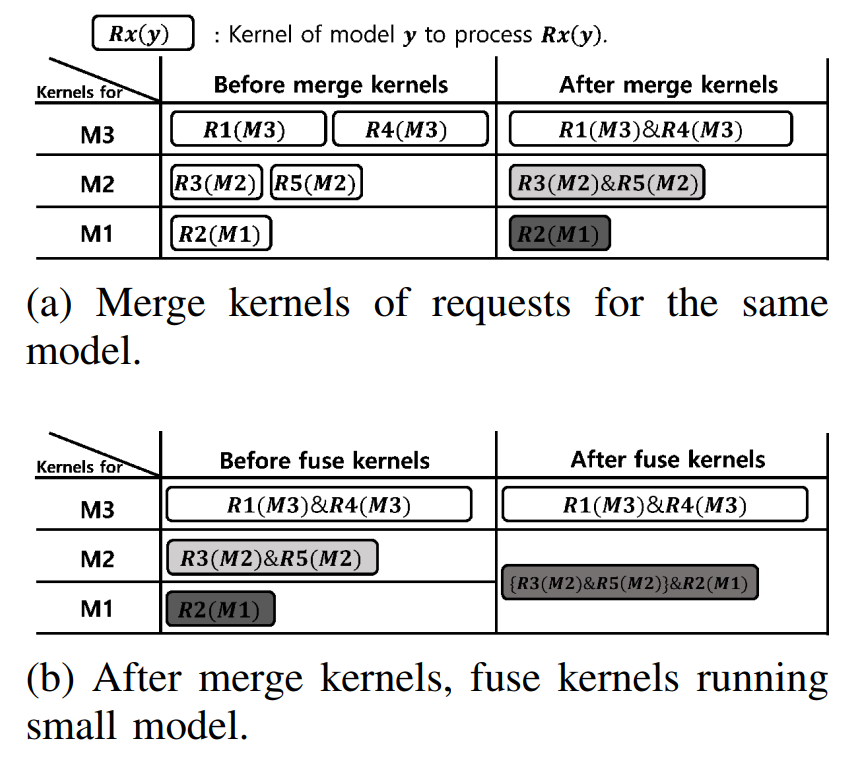 Rx(y) : Kernel of model y to process Rx(y).
Kernels for Before merge kernels After merge kernels
M3 R1(M3) R4(M3) R1(M3)&R4(M3)
M2 R3(M2) R5(M2) R3(M2)&R5(M2)
M1 R2(M1) R2(M1)
(a) Merge kernels of requests for the same
model.
Kernels for Before fuse kernels After fuse kernels
M3 R1(M3)&R4(M3) R1(M3)&R4(M3)
M2 R3(M2)&R5(M2)
{R3(M2)&R5(M2)}&R2(M1)
M1 R2(M1)
(b) After merge kernels, fuse kernels running
small model.